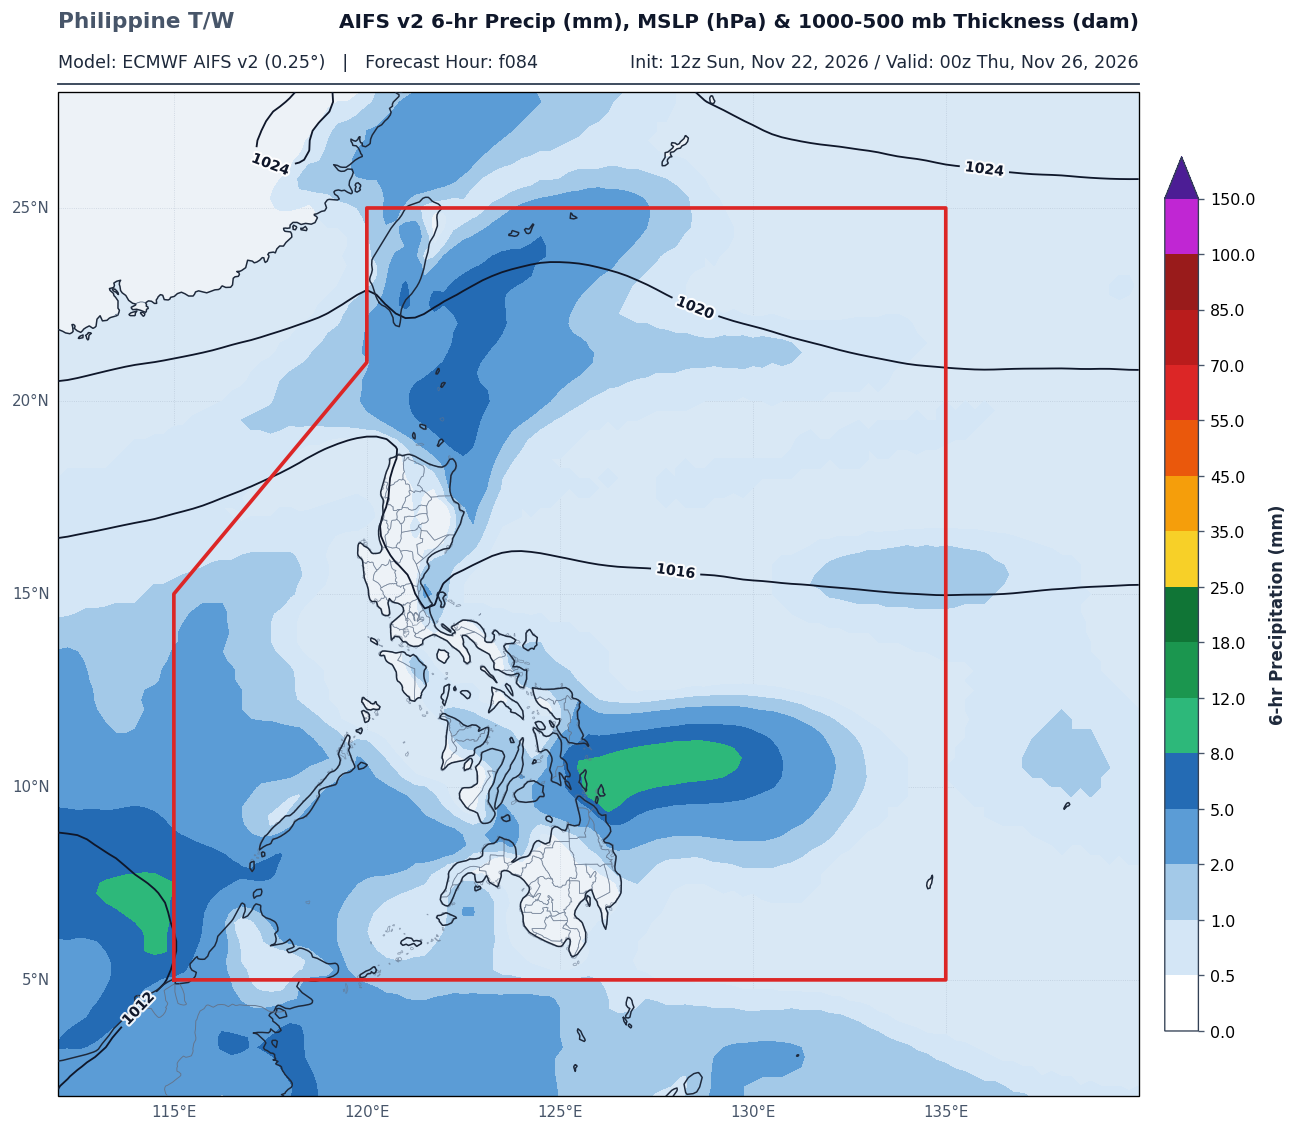 Philippine T/W
AIFS v2 6-hr Precip (mm), MSLP (hPa) & 1000-500 mb Thickness (dam)
Model: ECMWF AIFS v2 (0.25°) | Forecast Hour: f084
Init: 12z Sun, Nov 22, 2026 / Valid: 00z Thu, Nov 26, 2026
1024
1024
1020
1016
1012
25°N
20°N
15°N
10°N
5°N
115°E
120°E
125°E
130°E
135°E
150.0
100.0
85.0
70.0
55.0
45.0
35.0
25.0
18.0
12.0
8.0
5.0
2.0
1.0
0.5
0.0
6-hr Precipitation (mm)